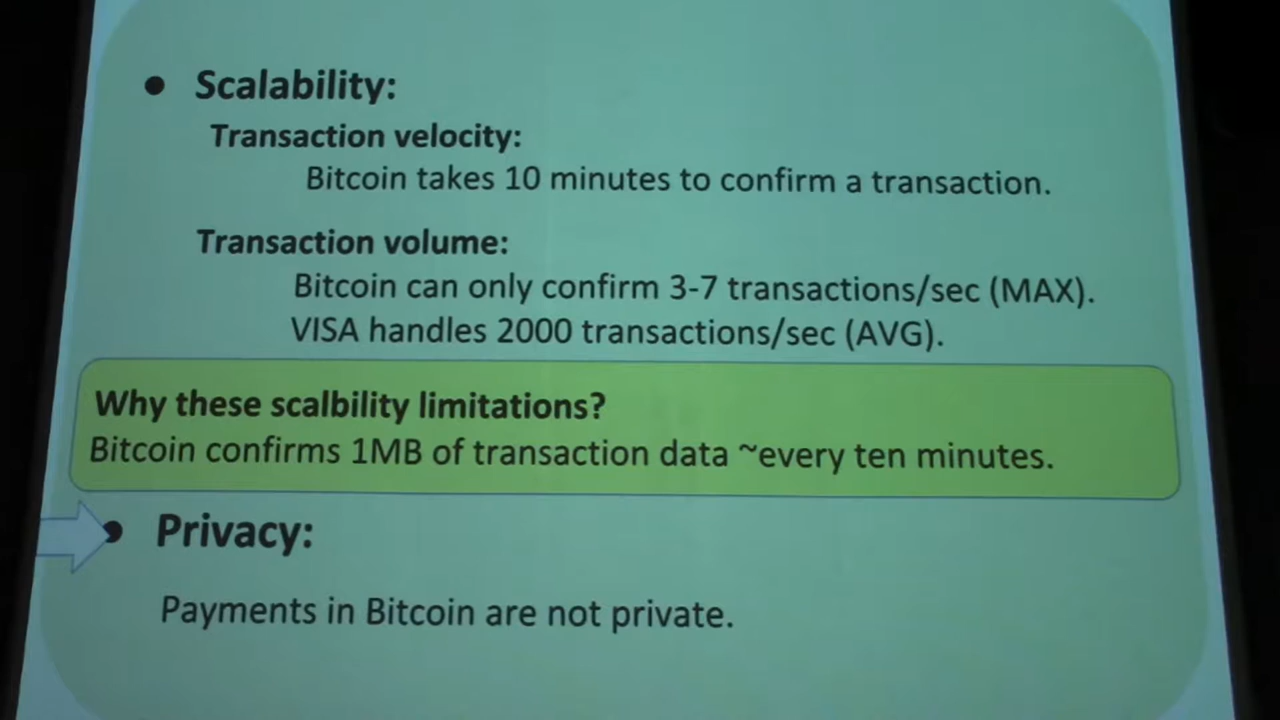 ● Scalability:
Transaction velocity:
Bitcoin takes 10 minutes to confirm a transaction.
Transaction volume:
Bitcoin can only confirm 3-7 transactions/sec (MAX).
VISA handles 2000 transactions/sec (AVG).
Why these scalbility limitations?
Bitcoin confirms 1MB of transaction data ~every ten minutes.
● Privacy:
Payments in Bitcoin are not private.